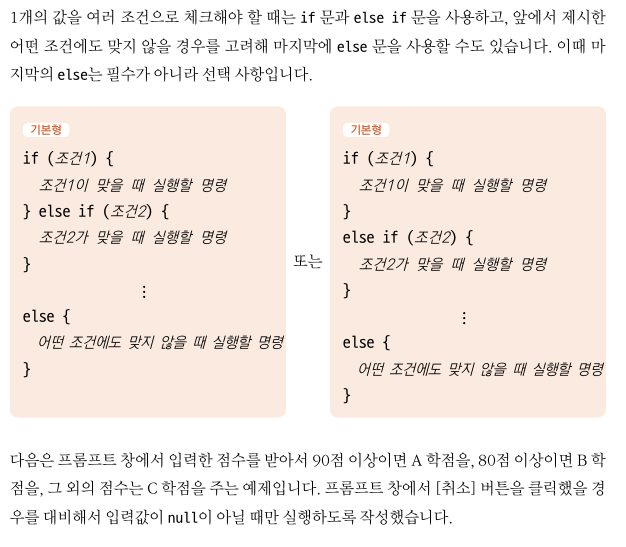 1개의 값을 여러 조건으로 체크해야 할 때는 if 문과 else if 문을 사용하고, 앞에서 제시한
어떤 조건에도 맞지 않을 경우를 고려해 마지막에 else 문을 사용할 수도 있습니다. 이때 마
지막의 else는 필수가 아니라 선택 사항입니다.
기본형
if (조건1) {
조건1이 맞을 때 실행할 명령
} else if (조건2) {
조건2가 맞을 때 실행할 명령
}
⋮
else {
어떤 조건에도 맞지 않을 때 실행할 명령
}
또는
기본형
if (조건1) {
조건1이 맞을 때 실행할 명령
}
else if (조건2) {
조건2가 맞을 때 실행할 명령
}
⋮
else {
어떤 조건에도 맞지 않을 때 실행할 명령
}
다음은 프롬프트 창에서 입력한 점수를 받아서 90점 이상이면 A 학점을, 80점 이상이면 B 학
점을, 그 외의 점수는 C 학점을 주는 예제입니다. 프롬프트 창에서 [취소] 버튼을 클릭했을 경
우를 대비해서 입력값이 null이 아닐 때만 실행하도록 작성했습니다.